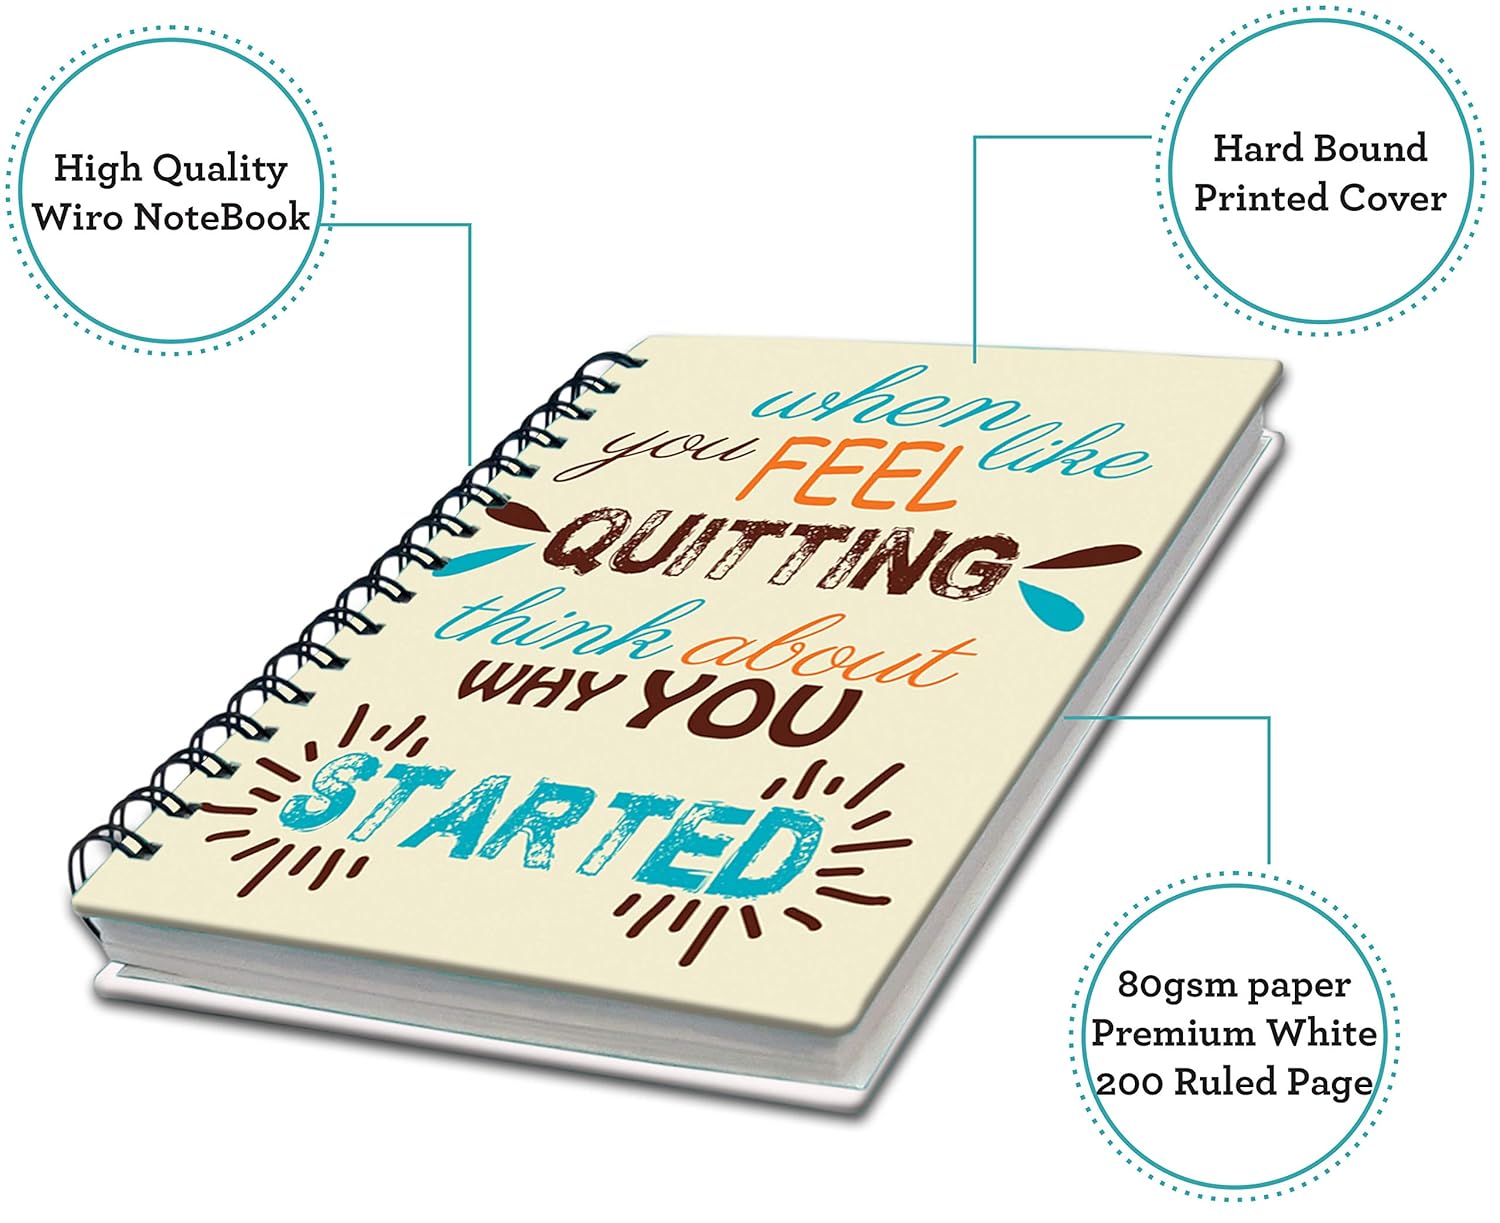 High Quality
Wiro NoteBook
Hard Bound
Printed Cover
when
you FEEL like
QUITTING
think about
WHY YOU
STARTED
80gsm paper
Premium White
200 Ruled Page